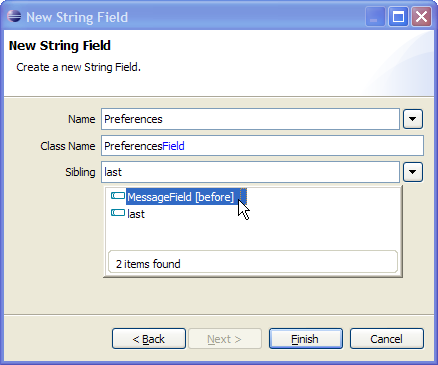 New String Field
New String Field
Create a new String Field.
Name Preferences
Class Name PreferencesField
Sibling last
MessageField [before]
last
2 items found
< Back Next > Finish Cancel